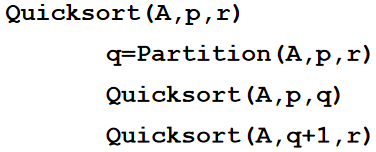 Quicksort(A,p,r)
q=Partition(A,p,r)
Quicksort(A,p,q)
Quicksort(A,q+1,r)